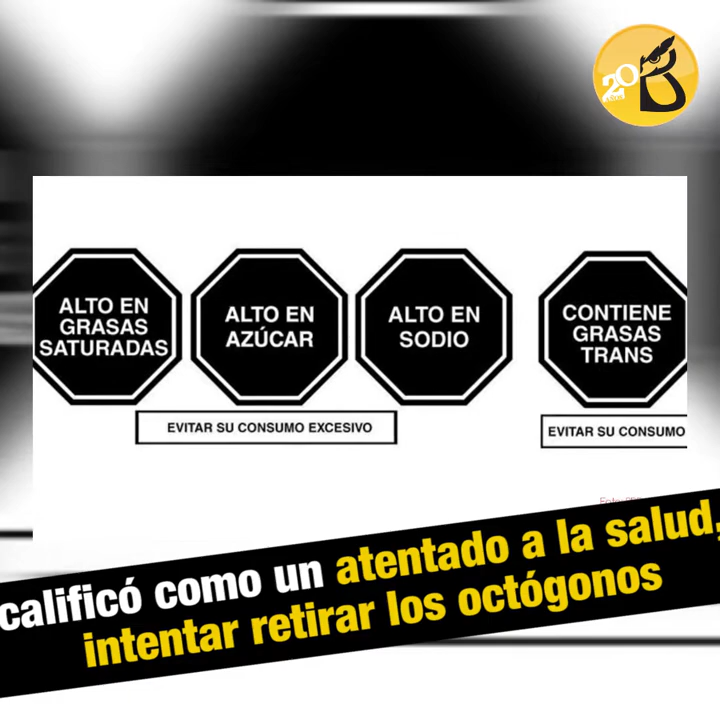 20
AÑOS
B
ALTO EN
GRASAS
SATURADAS
ALTO EN
AZÚCAR
ALTO EN
SODIO
CONTIENE
GRASAS
TRANS
EVITAR SU CONSUMO EXCESIVO
EVITAR SU CONSUMO
calificó como un atentado a la salud,
intentar retirar los octógonos